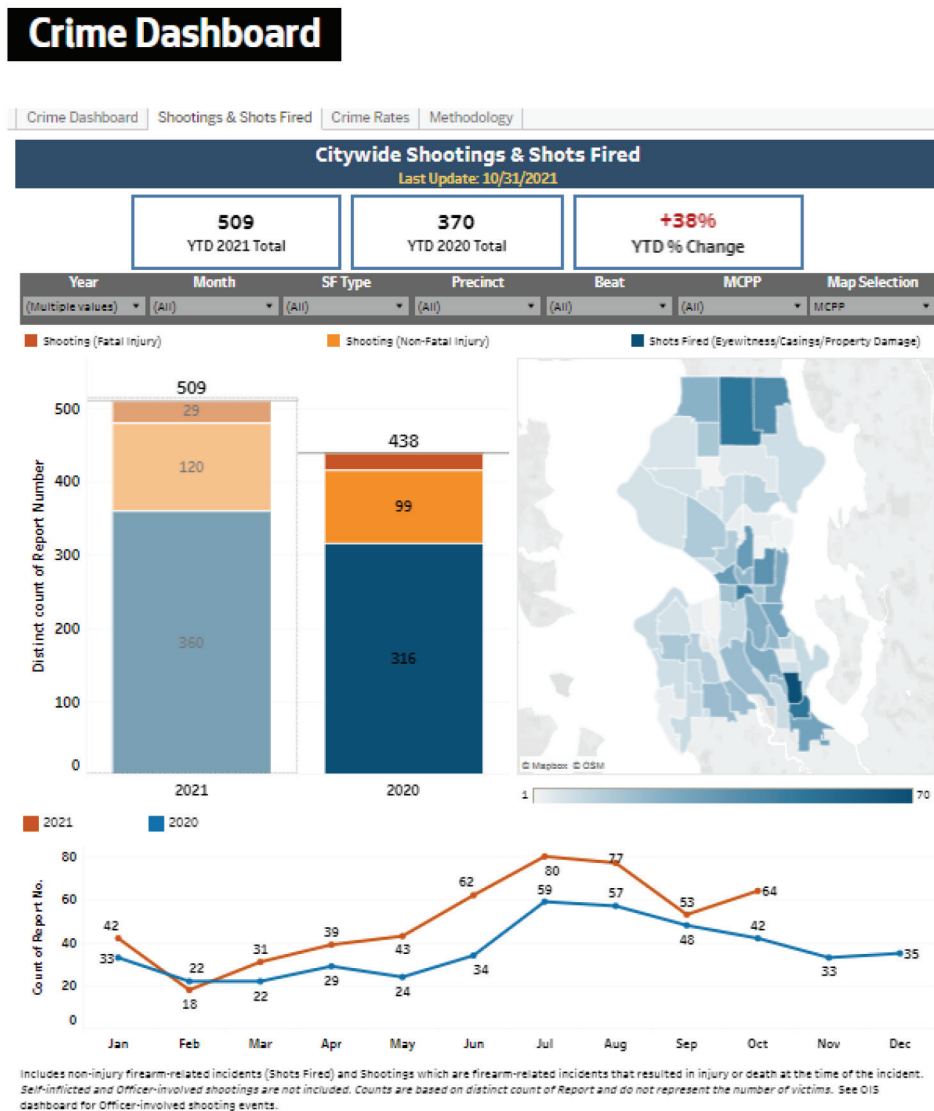 Crime Dashboard
Crime Dashboard Shootings & Shots Fired Crime Rates Methodology
Citywide Shootings & Shots Fired
Last Update: 10/31/2021
509 370 +38%
YTD 2021 Total YTD 2020 Total YTD % Change
Year Month SF Type Precinct Beat MCPP Map Selection
(Multiple values) (All) (All) (All) (All) (All) MCPP
Shooting (Fatal Injury) Shooting (Non-Fatal Injury) Shots Fired (Eyewitness/Casings/Property Damage)
Distinct count of Report Number
500
400
300
200
100
0
509
29
120
360
438
99
316
2021 2020
© Mapbox © OSM
1 70
2021 2020
Count of Report No.
80
60
40
20
0
42 18 31 39 43 62 80 77 53 64
33 22 22 29 24 34 59 57 48 42 33 35
Jan Feb Mar Apr May Jun Jul Aug Sep Oct Nov Dec
Includes non-injury firearm-related incidents (Shots Fired) and Shootings which are firearm-related incidents that resulted in injury or death at the time of the incident.
Self-inflicted and Officer-involved shootings are not included. Counts are based on distinct count of Report and do not represent the number of victims. See OIS
dashboard for Officer-involved shooting events.